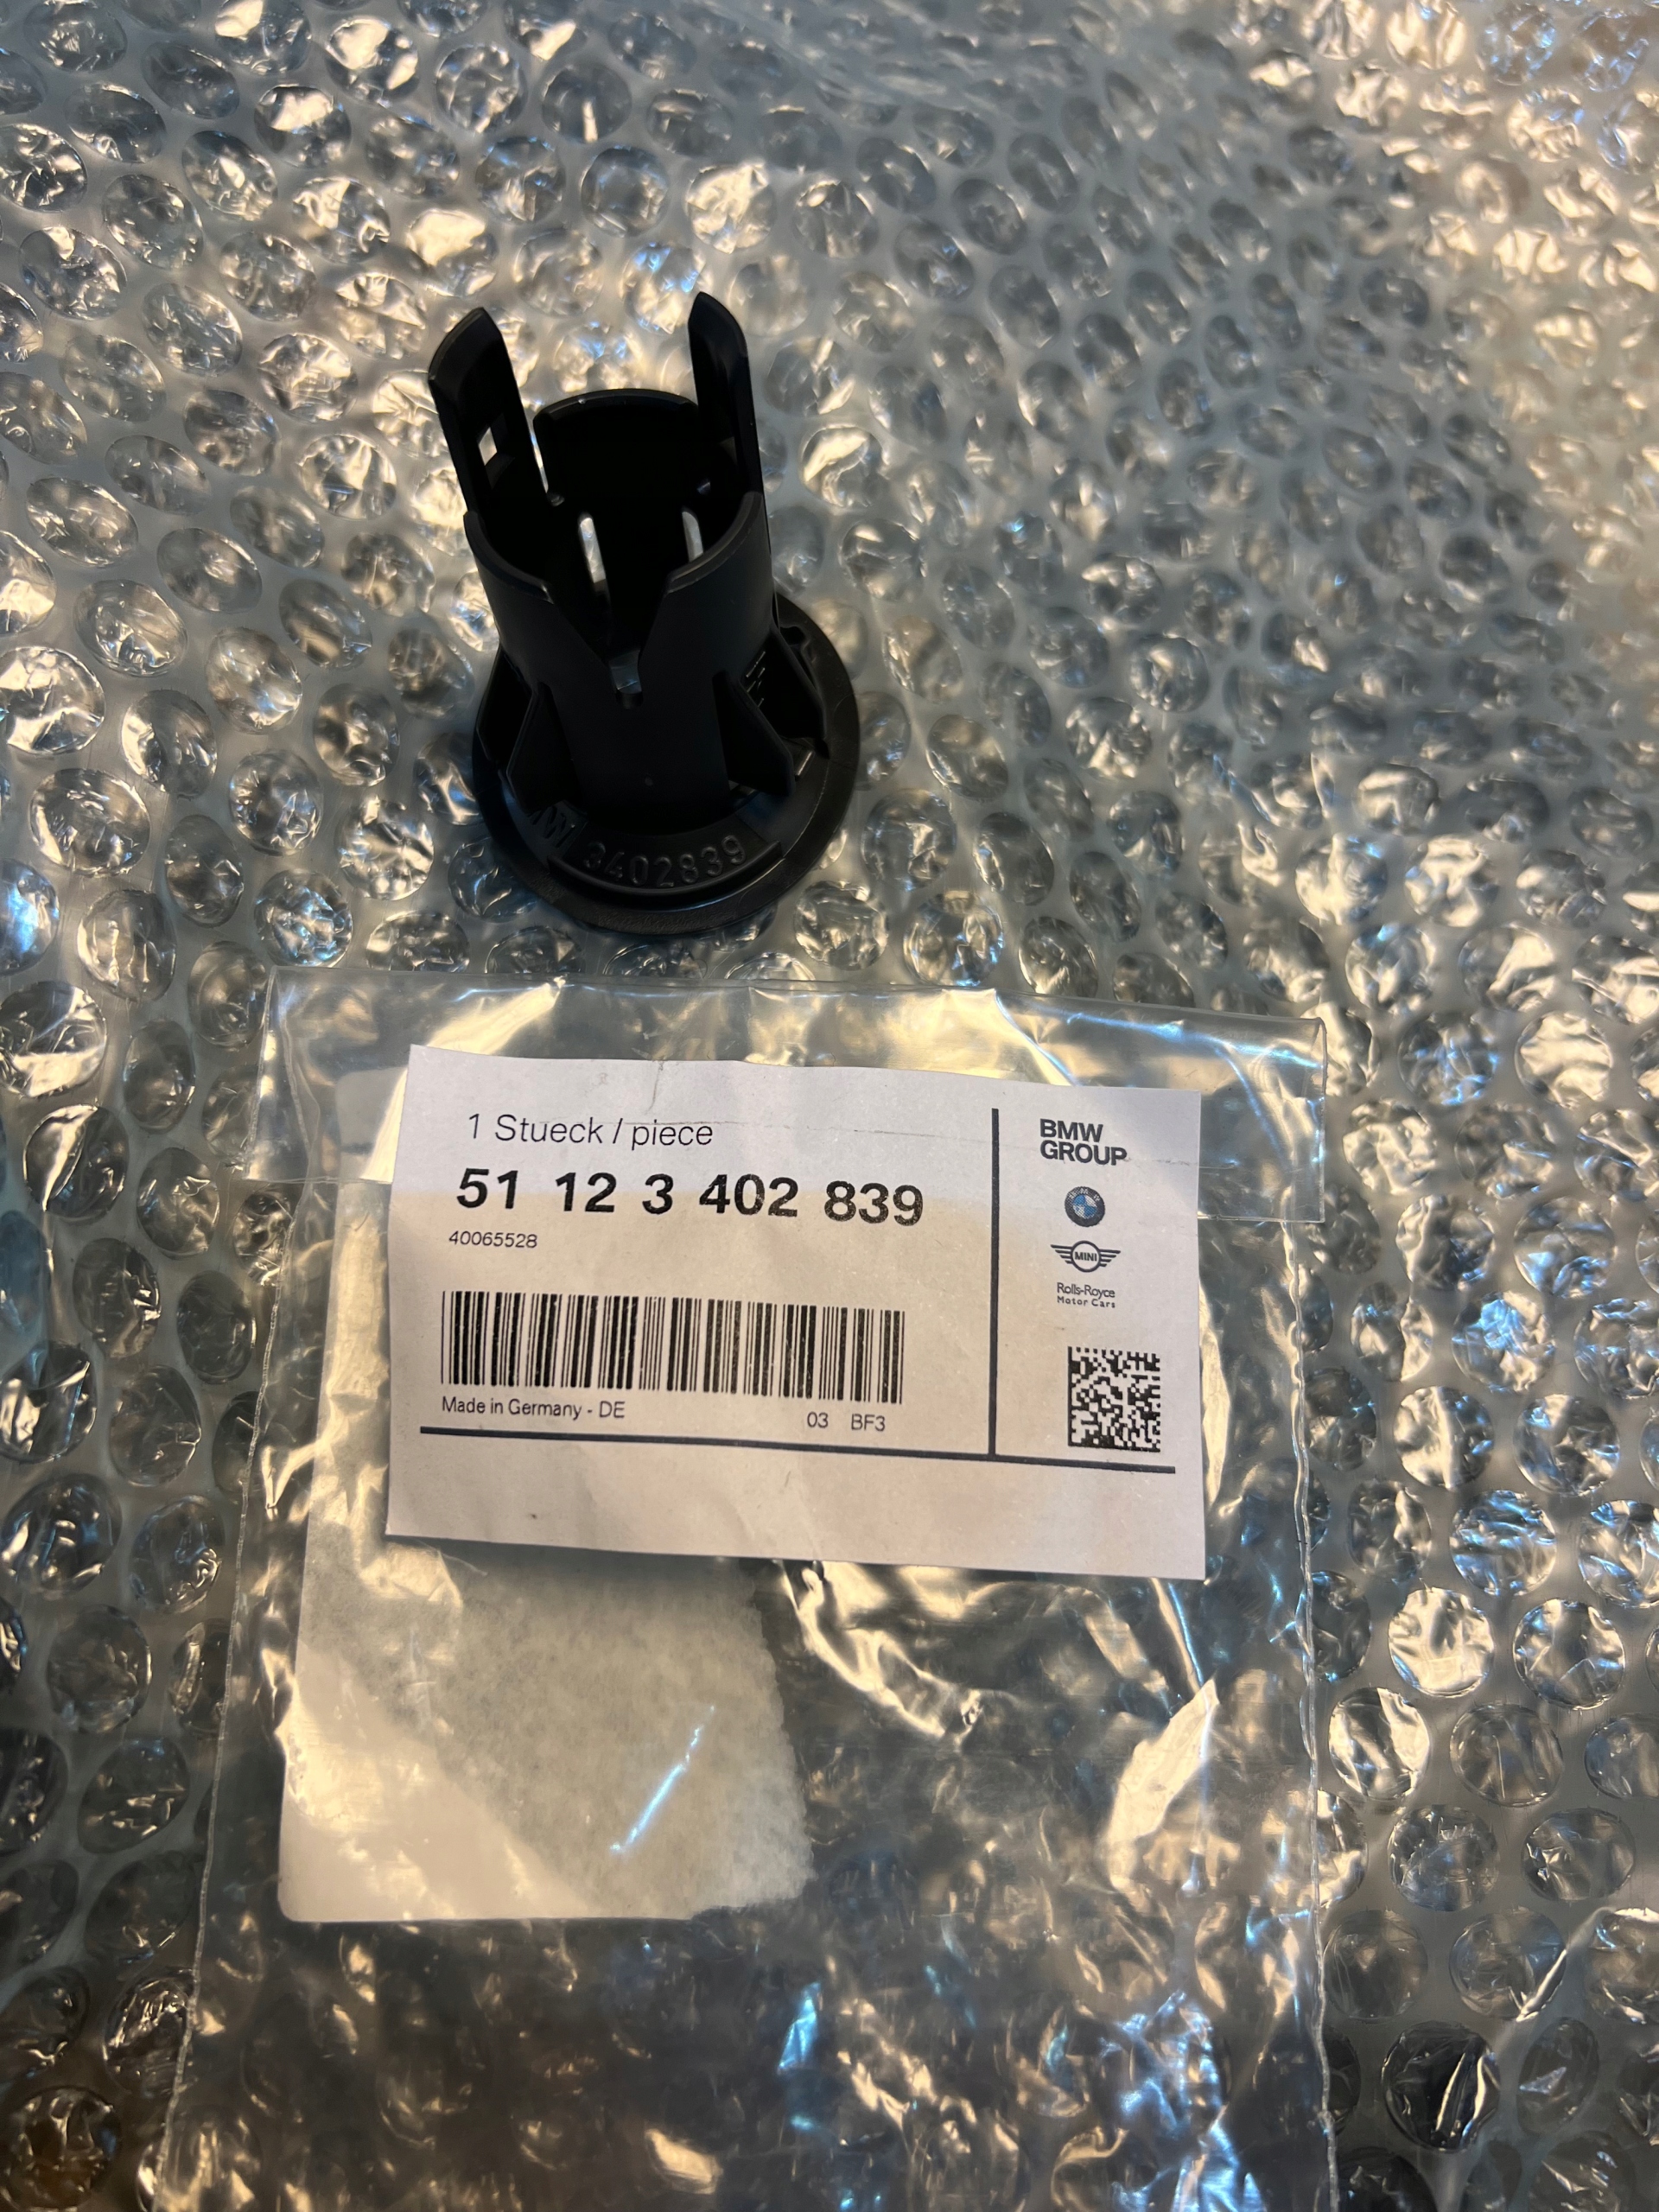 3402839
1 Stueck / piece
51 12 3 402 839
40065528
Made in Germany - DE
03 BF3
BMW
GROUP
MINI
Rolls-Royce
Motor Cars